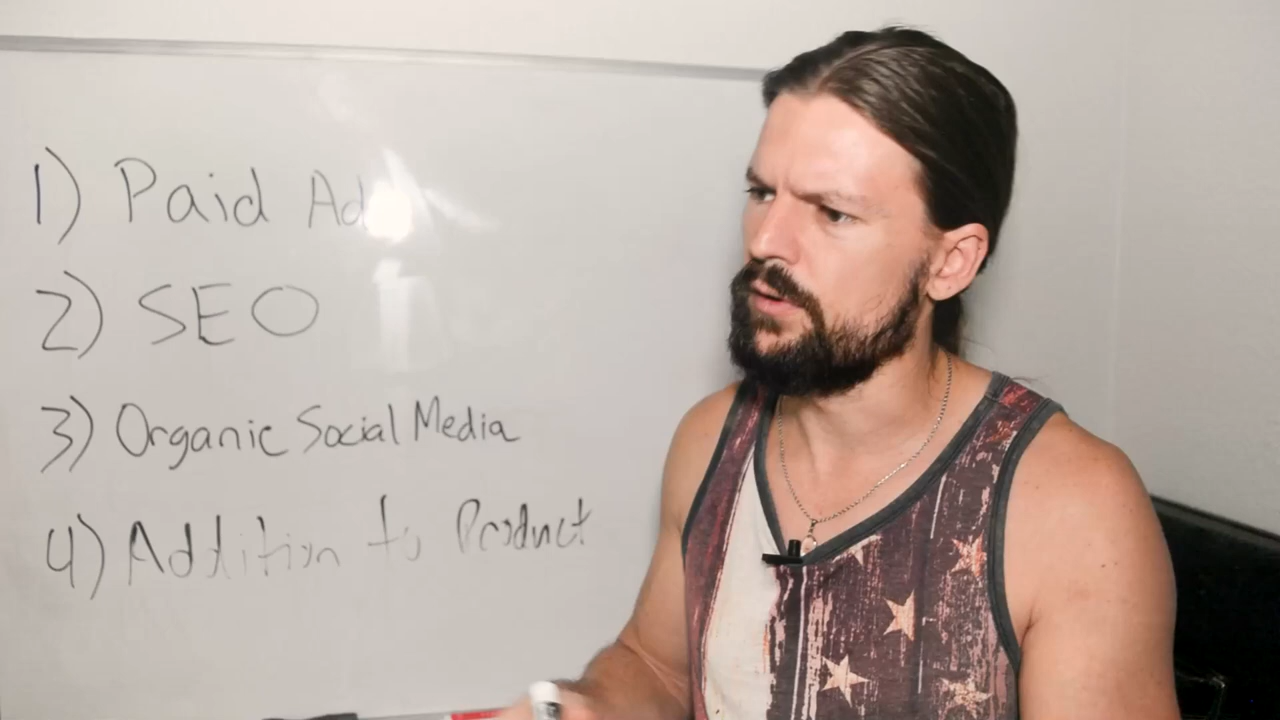 1) Paid Ad
2) SEO
3) Organic Social Media
4) Addition to Product